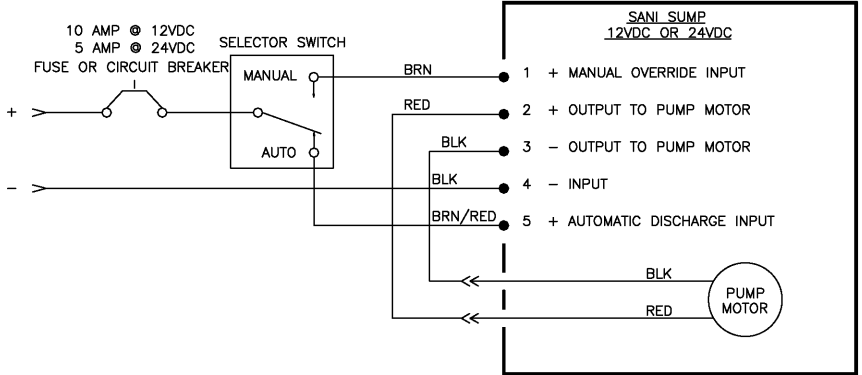 10 AMP @ 12VDC
5 AMP @ 24VDC
FUSE OR CIRCUIT BREAKER
SELECTOR SWITCH
MANUAL
AUTO
+
−
BRN
RED
BLK
BLK
BRN/RED
SANI SUMP
12VDC OR 24VDC
1 + MANUAL OVERRIDE INPUT
2 + OUTPUT TO PUMP MOTOR
3 − OUTPUT TO PUMP MOTOR
4 − INPUT
5 + AUTOMATIC DISCHARGE INPUT
BLK
RED
PUMP
MOTOR